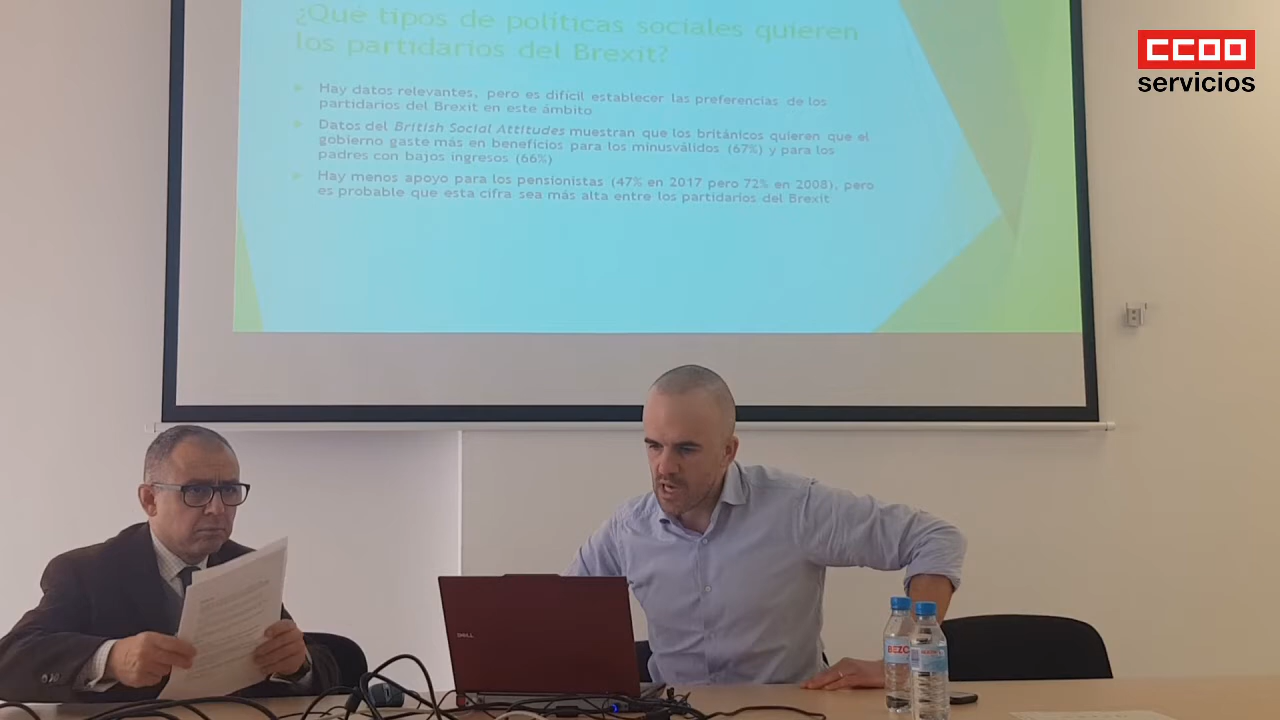 ¿Qué tipos de políticas sociales quieren
los partidarios del Brexit?
Hay datos relevantes, pero es difícil establecer las preferencias de los
partidarios del Brexit en este ámbito
Datos del British Social Attitudes muestran que los británicos quieren que el
gobierno gaste más en beneficios para los minusválidos (67%) y para los
padres con bajos ingresos (66%)
Hay menos apoyo para los pensionistas (47% en 2017 pero 72% en 2008), pero
es probable que esta cifra sea más alta entre los partidarios del Brexit
CCOO
servicios
DELL
BEZO